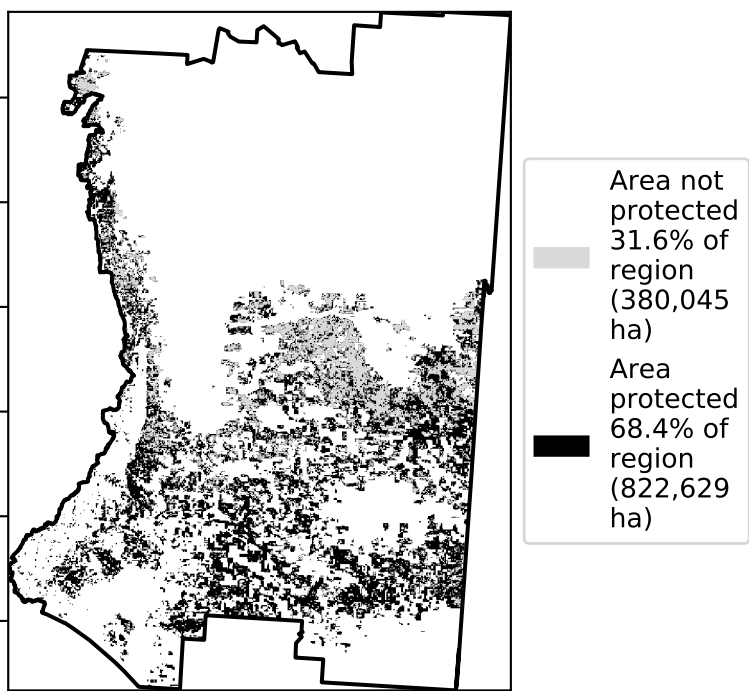 Area not
protected
31.6% of
region
(380,045
ha)
Area
protected
68.4% of
region
(822,629
ha)